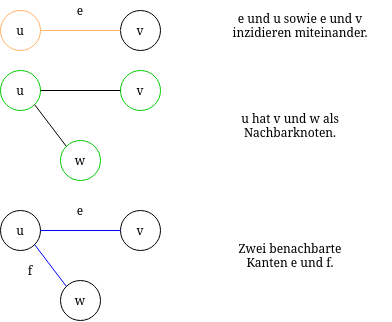 e
u
v
e und u sowie e und v
inzidieren miteinander.
u
v
w
u hat v und w als
Nachbarknoten.
e
u
v
f
w
Zwei benachbarte
Kanten e und f.